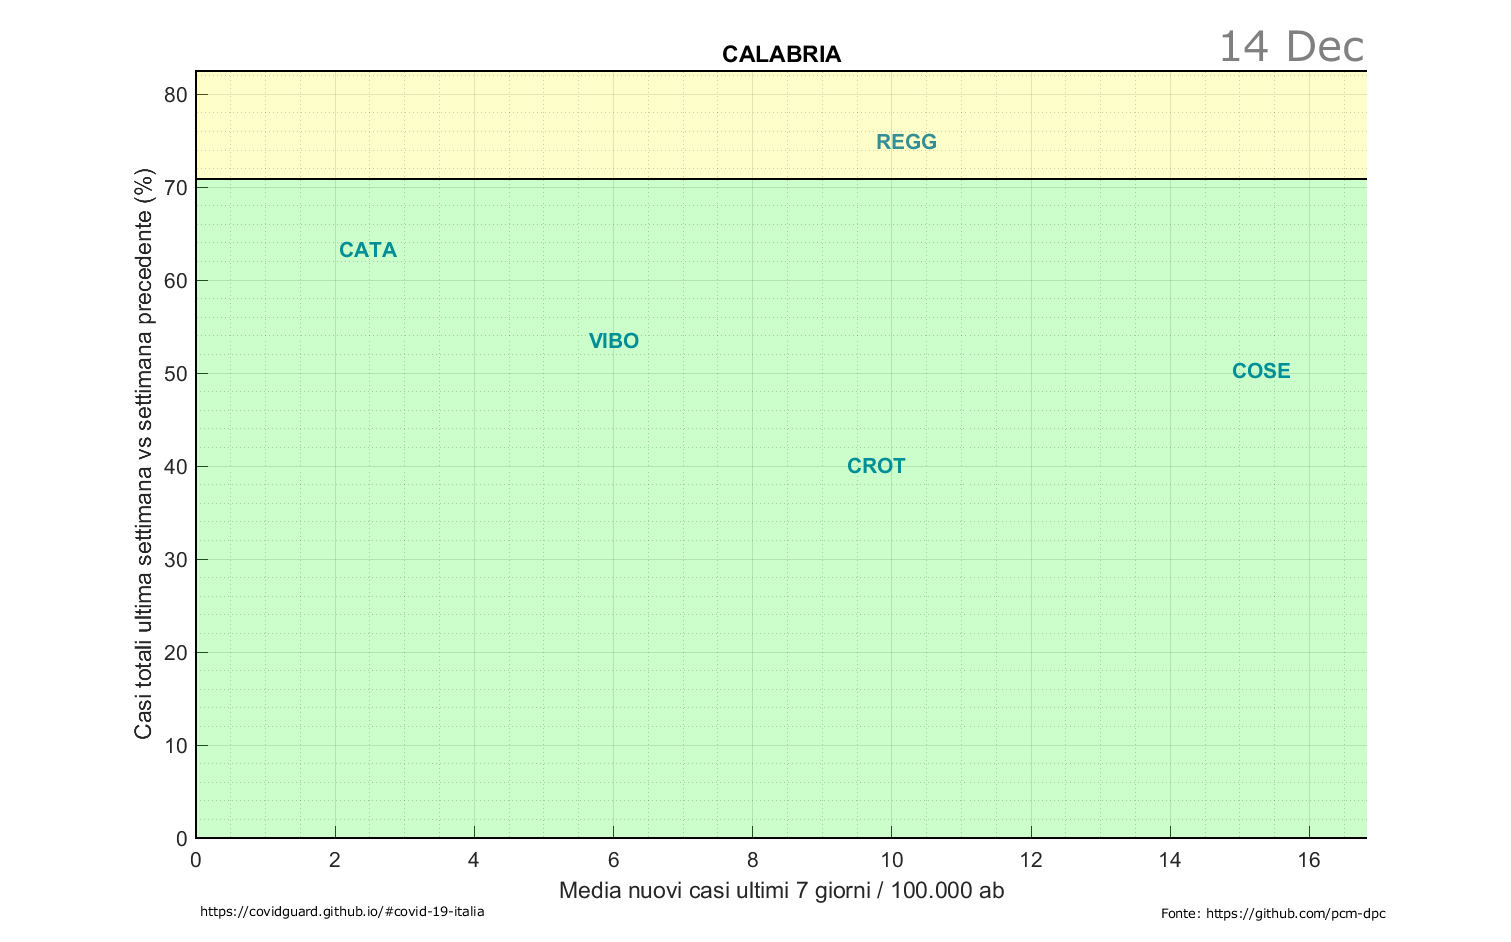 CALABRIA
14 Dec
Casi totali ultima settimana vs settimana precedente (%)
80
70
60
50
40
30
20
10
0
REGG
CATA
VIBO
COSE
CROT
0 2 4 6 8 10 12 14 16
Media nuovi casi ultimi 7 giorni / 100.000 ab
https://covidguard.github.io/#covid-19-italia
Fonte: https://github.com/pcm-dpc